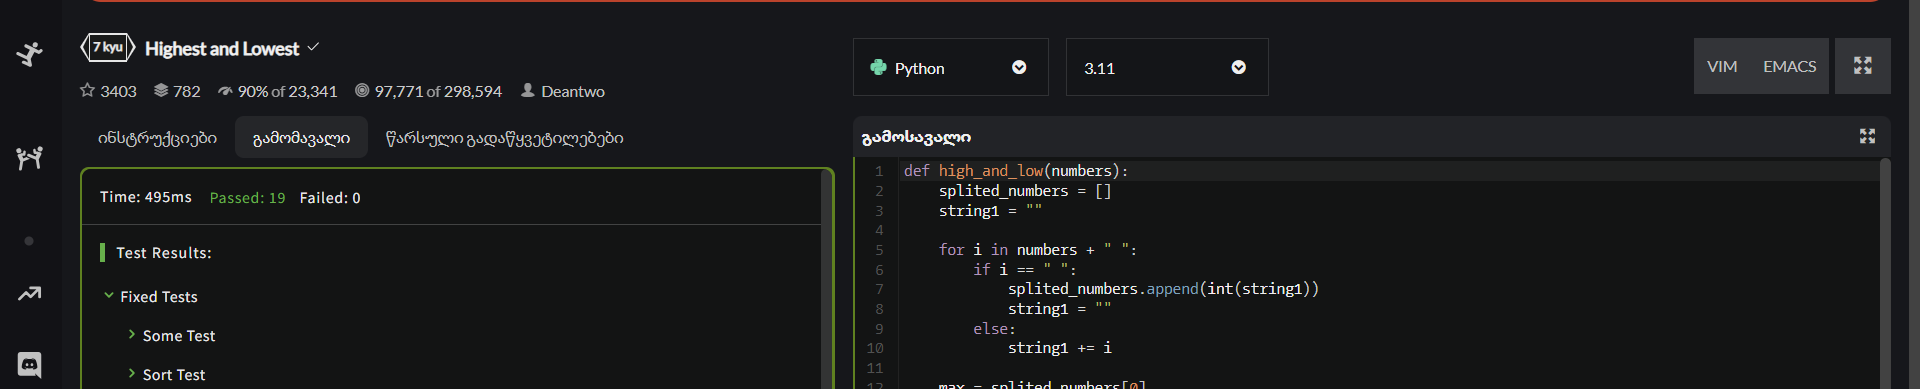 7 kyu Highest and Lowest
3403 782 90% of 23,341 97,771 of 298,594 Deantwo
ინსტრუქციები გამომავალი წარსული გადაწყვეტილებები
Time: 495ms Passed: 19 Failed: 0
Test Results:
Fixed Tests
Some Test
Sort Test
Python 3.11 VIM EMACS
გამოსავალი
1 def high_and_low(numbers):
2 splited_numbers = []
3 string1 = ""
4
5 for i in numbers + " ":
6 if i == " ":
7 splited_numbers.append(int(string1))
8 string1 = ""
9 else:
10 string1 += i
11
12 max = splited_numbers[0]